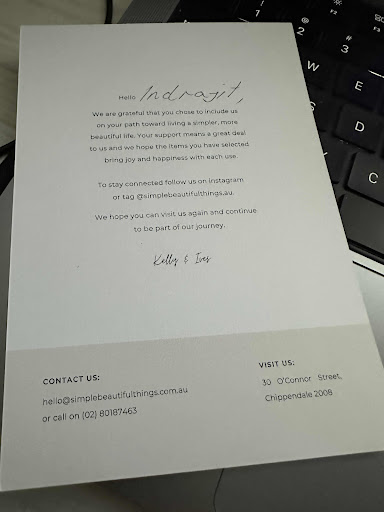 Hello Indrajit,
We are grateful that you chose to include us
on your path toward living a simpler, more
beautiful life. Your support means a great deal
to us and we hope the items you have selected
bring joy and happiness with each use.
To stay connected follow us on Instagram
or tag @simplebeautifulthings.au.
We hope you can visit us again and continue
to be part of our journey.
Kelly & Ives
CONTACT US:
hello@simplebeautifulthings.com.au
or call on (02) 80187463
VISIT US:
30 O'Connor Street,
Chippendale 2008
1
2
3
W
E
S
D
C